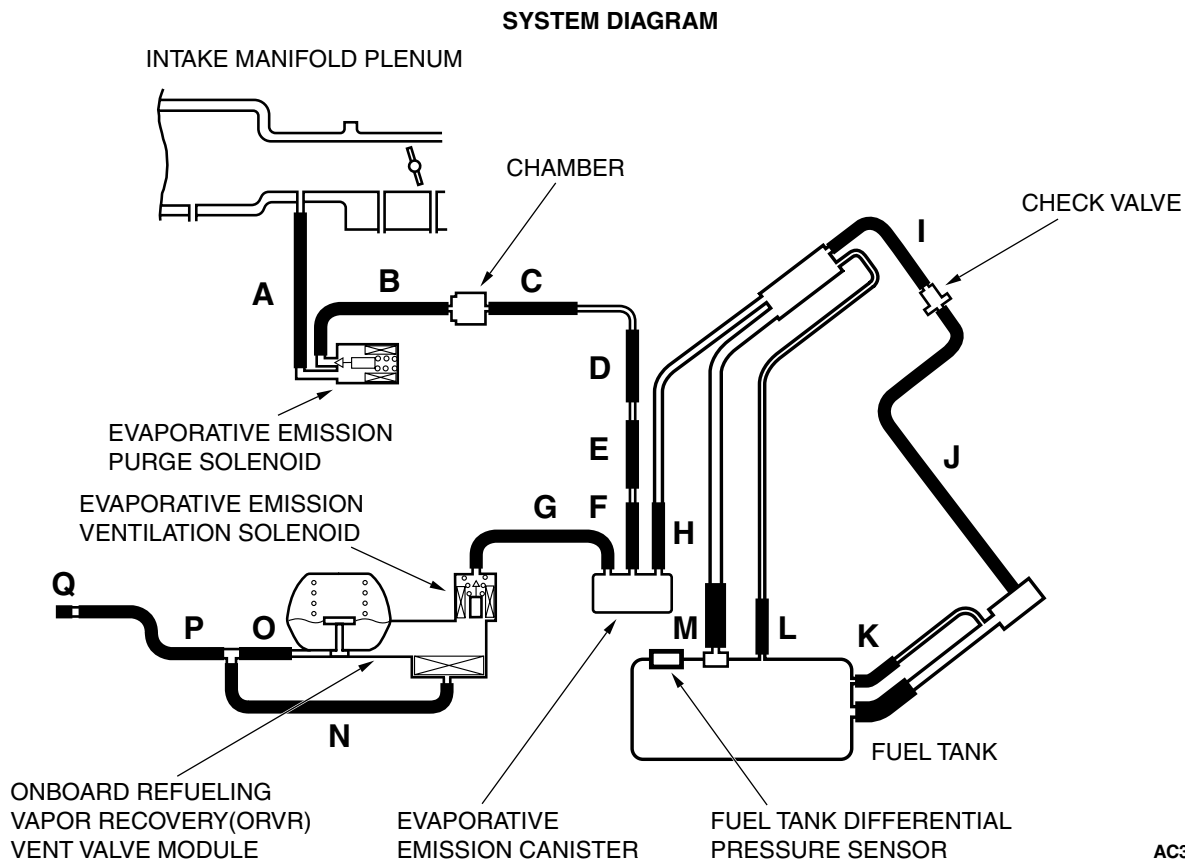 SYSTEM DIAGRAM
INTAKE MANIFOLD PLENUM
CHAMBER
CHECK VALVE
I
A
B
C
D
EVAPORATIVE EMISSION
PURGE SOLENOID
E
J
EVAPORATIVE EMISSION
VENTILATION SOLENOID
G
F
H
Q
P
O
M
L
K
N
FUEL TANK
ONBOARD REFUELING
VAPOR RECOVERY(ORVR)
VENT VALVE MODULE
EVAPORATIVE
EMISSION CANISTER
FUEL TANK DIFFERENTIAL
PRESSURE SENSOR
AC3